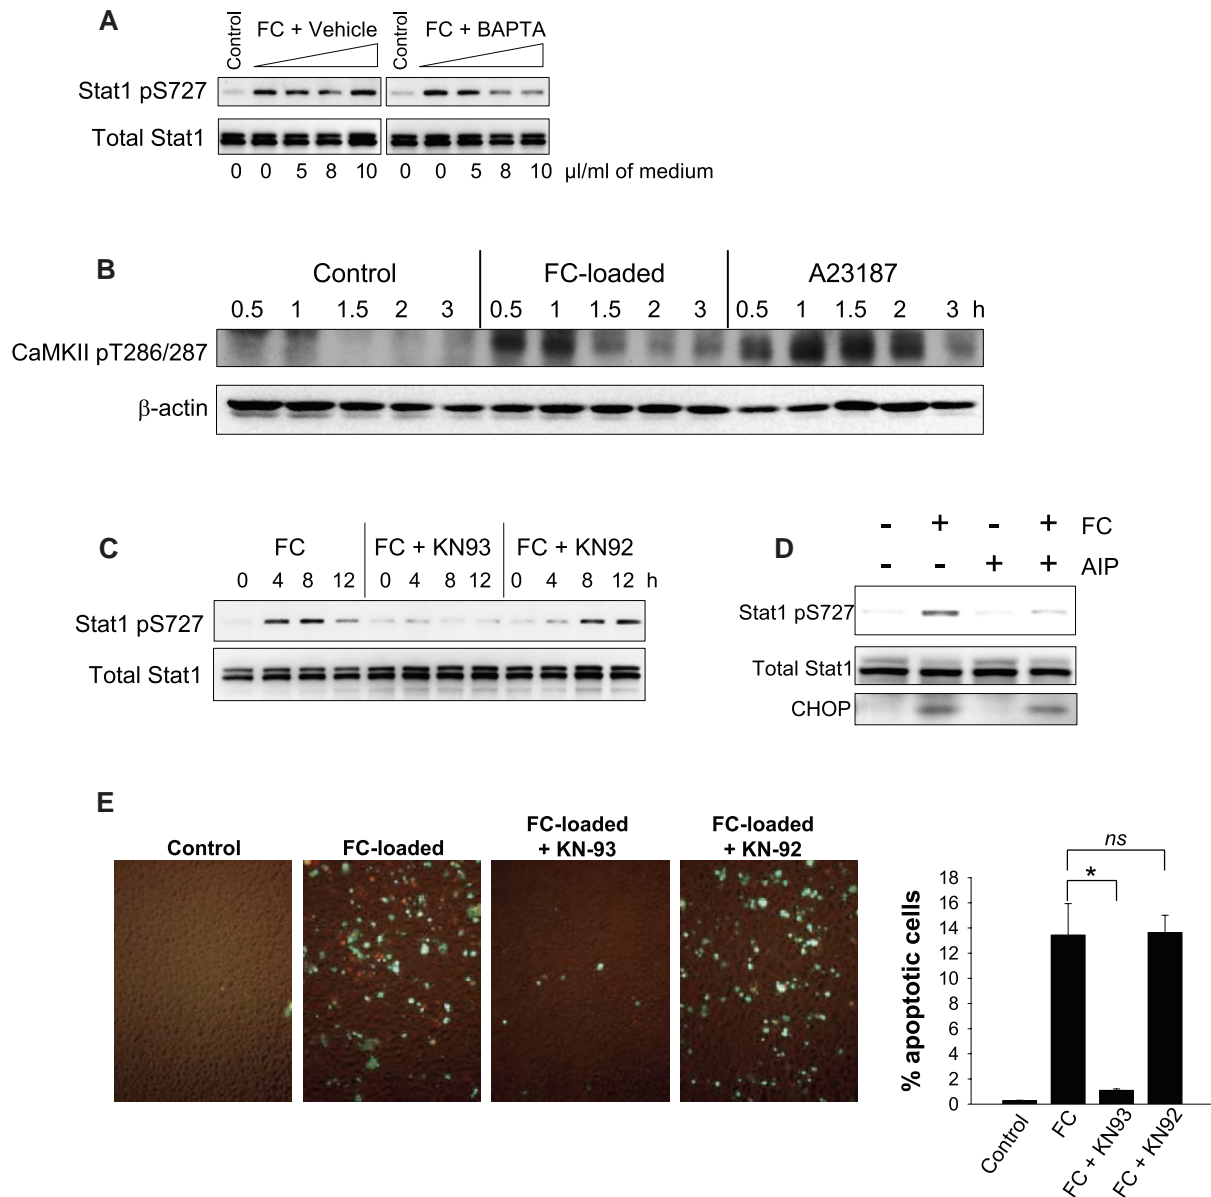 A
Control
FC + Vehicle
Control
FC + BAPTA
Stat1 pS727
Total Stat1
0 0 5 8 10 0 0 5 8 10 µl/ml of medium
B
Control FC-loaded A23187
0.5 1 1.5 2 3 0.5 1 1.5 2 3 0.5 1 1.5 2 3 h
CaMKII pT286/287
β-actin
C
FC FC + KN93 FC + KN92
0 4 8 12 0 4 8 12 0 4 8 12 h
Stat1 pS727
Total Stat1
D
- + - + FC
- - + + AIP
Stat1 pS727
Total Stat1
CHOP
E
Control
FC-loaded
FC-loaded
+ KN-93
FC-loaded
+ KN-92
% apoptotic cells
18
16
14
12
10
8
6
4
2
0
*
ns
Control
FC
FC + KN93
FC + KN92